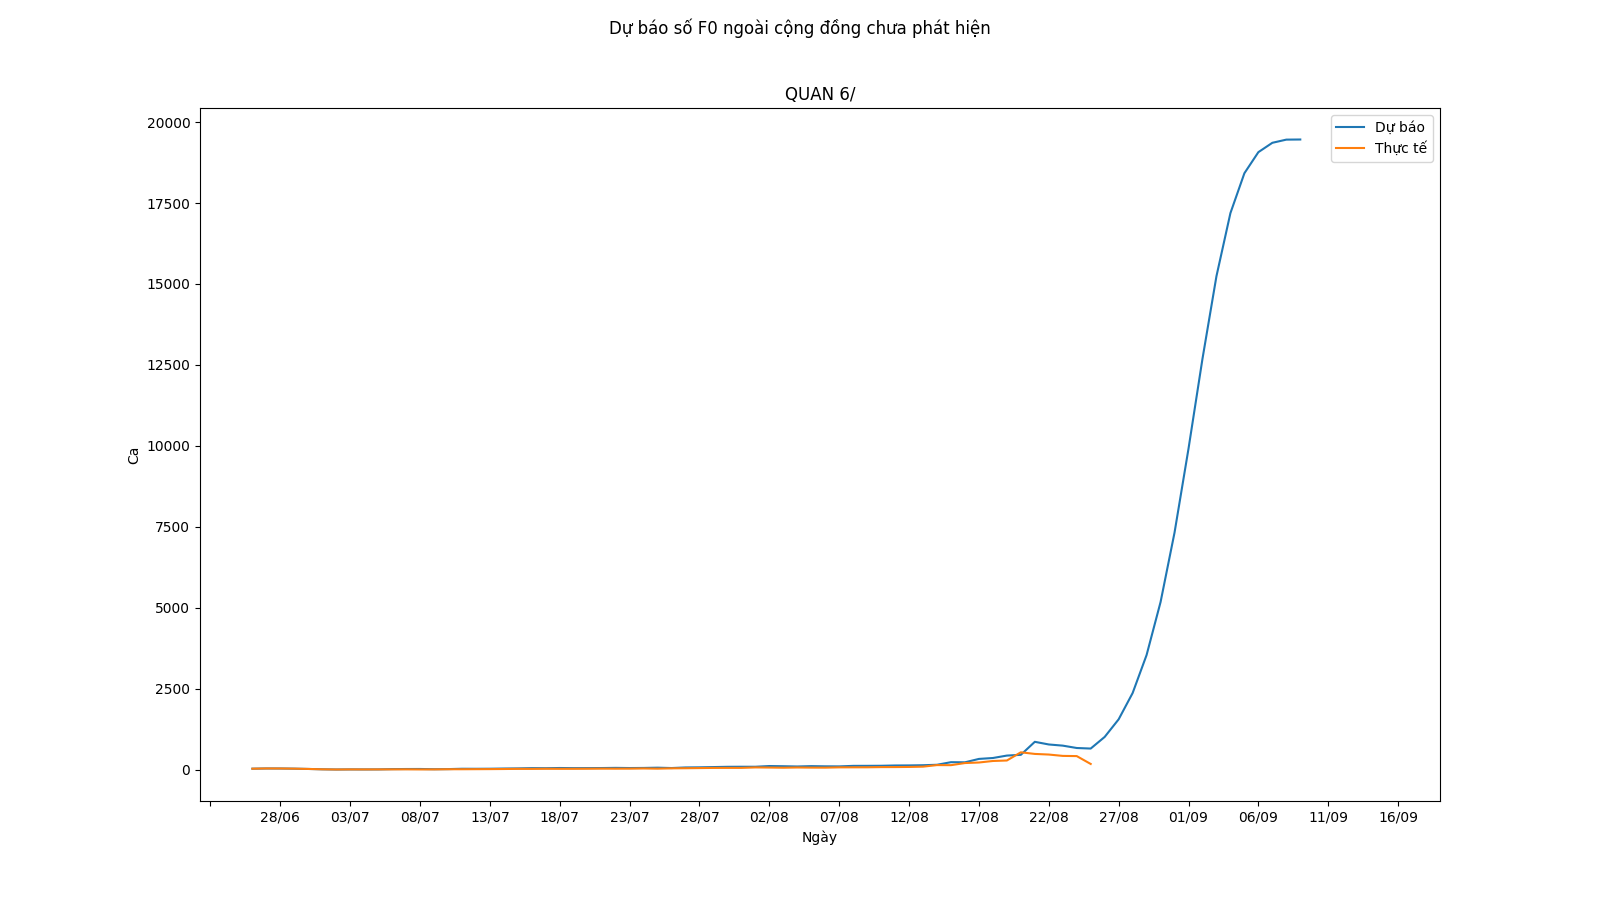 Dự báo số F0 ngoài cộng đồng chưa phát hiện
QUAN 6/
Dự báo
Thực tế
20000
17500
15000
12500
10000
7500
5000
2500
0
Ca
28/06 03/07 08/07 13/07 18/07 23/07 28/07 02/08 07/08 12/08 17/08 22/08 27/08 01/09 06/09 11/09 16/09
Ngày